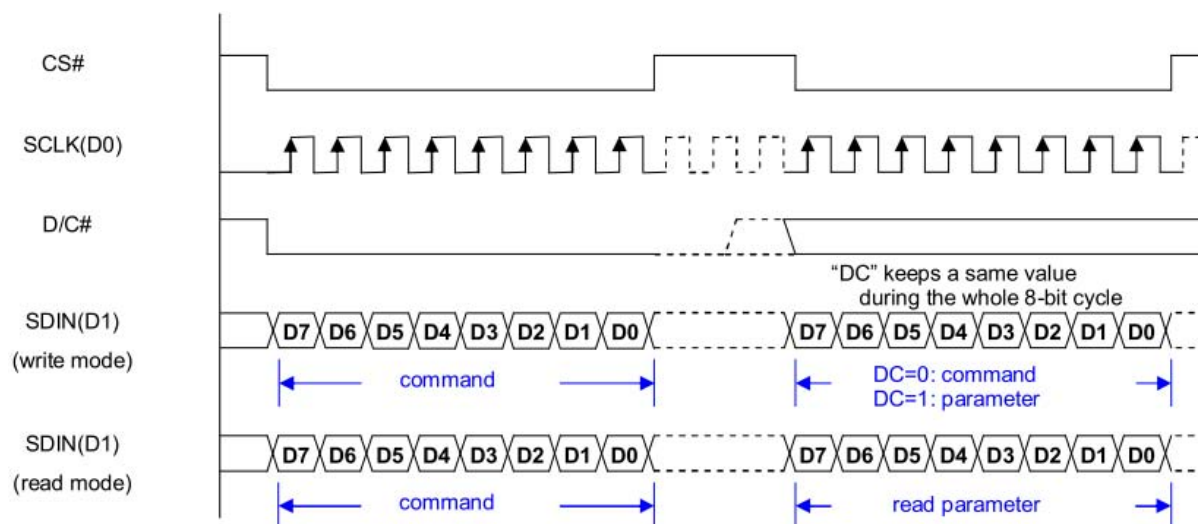 CS#
SCLK(D0)
D/C#
“DC” keeps a same value
during the whole 8-bit cycle
SDIN(D1)
(write mode)
D7 D6 D5 D4 D3 D2 D1 D0
D7 D6 D5 D4 D3 D2 D1 D0
command
DC=0: command
DC=1: parameter
SDIN(D1)
(read mode)
D7 D6 D5 D4 D3 D2 D1 D0
D7 D6 D5 D4 D3 D2 D1 D0
command
read parameter